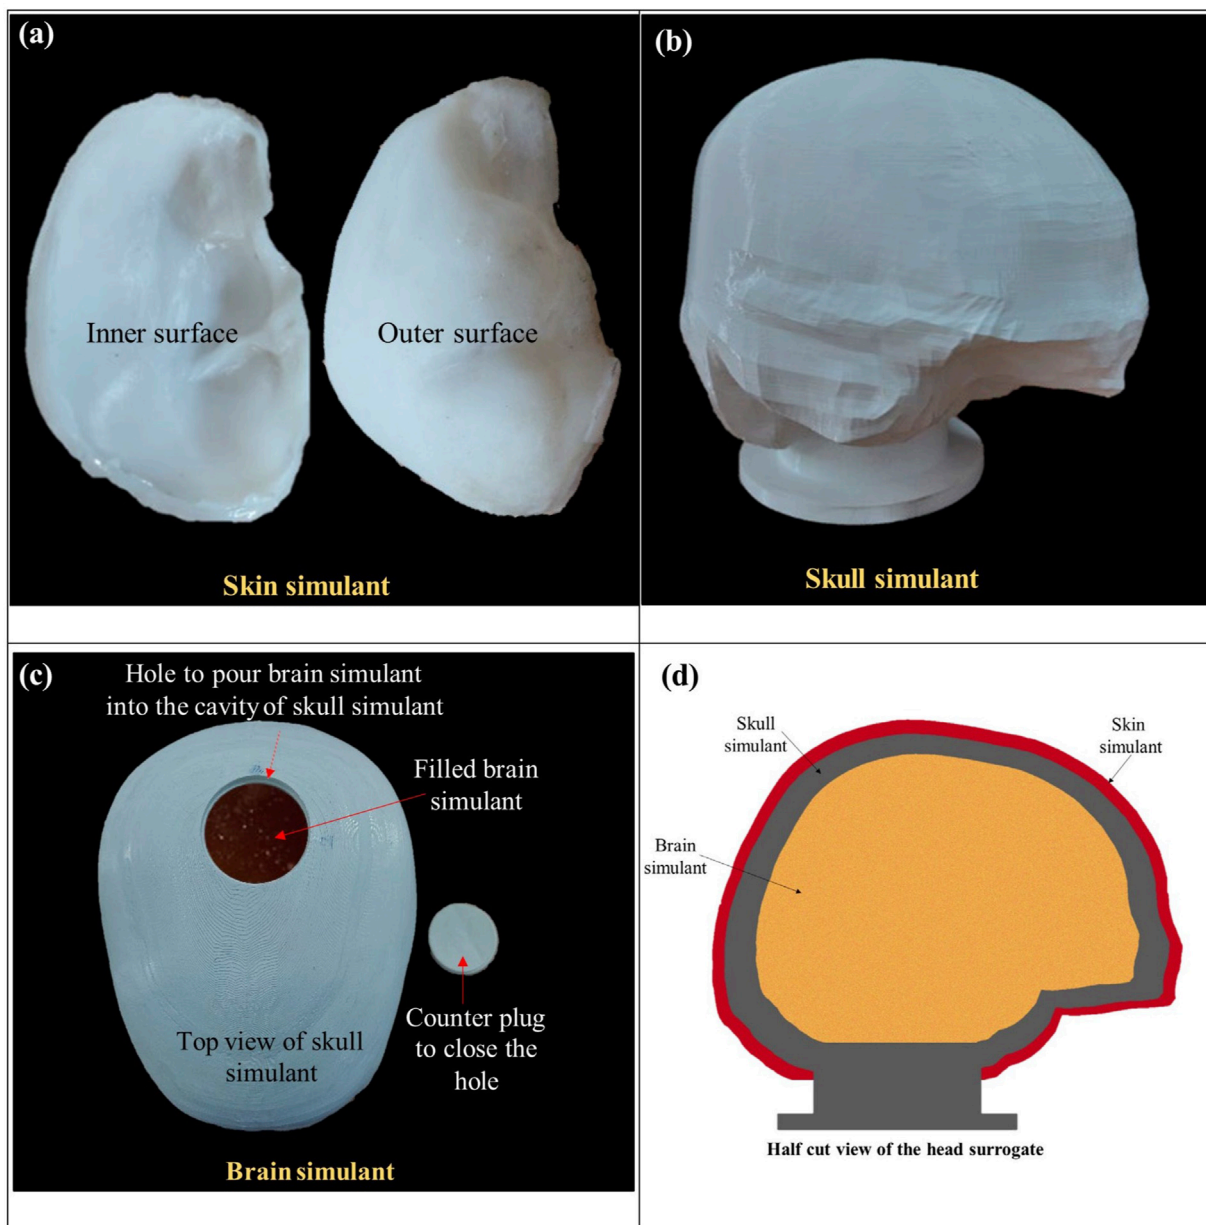 (a)
Inner surface
Outer surface
Skin simulant
(b)
Skull simulant
(c)
Hole to pour brain simulant
into the cavity of skull simulant
Filled brain
simulant
Counter plug
to close the
hole
Top view of skull
simulant
Brain simulant
(d)
Skull
simulant
Skin
simulant
Brain
simulant
Half cut view of the head surrogate